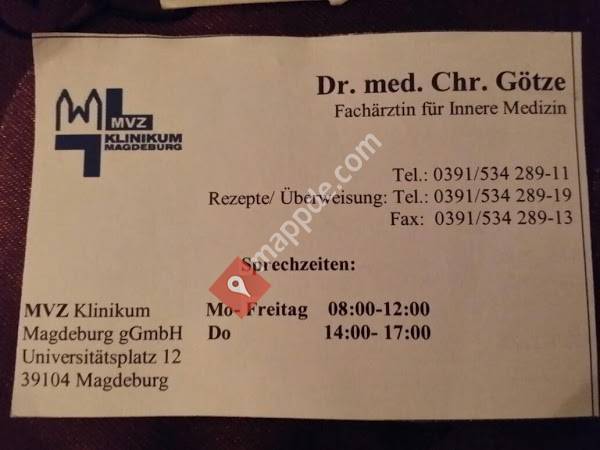 MVZ
KLINIKUM
MAGDEBURG
Dr. med. Chr. Götze
Fachärztin für Innere Medizin
Tel.: 0391/534 289-11
Rezepte/ Überweisung: Tel.: 0391/534 289-19
Fax: 0391/534 289-13
Sprechzeiten:
Mo- Freitag 08:00-12:00
Do 14:00- 17:00
MVZ Klinikum
Magdeburg gGmbH
Universitätsplatz 12
39104 Magdeburg
mappde.com